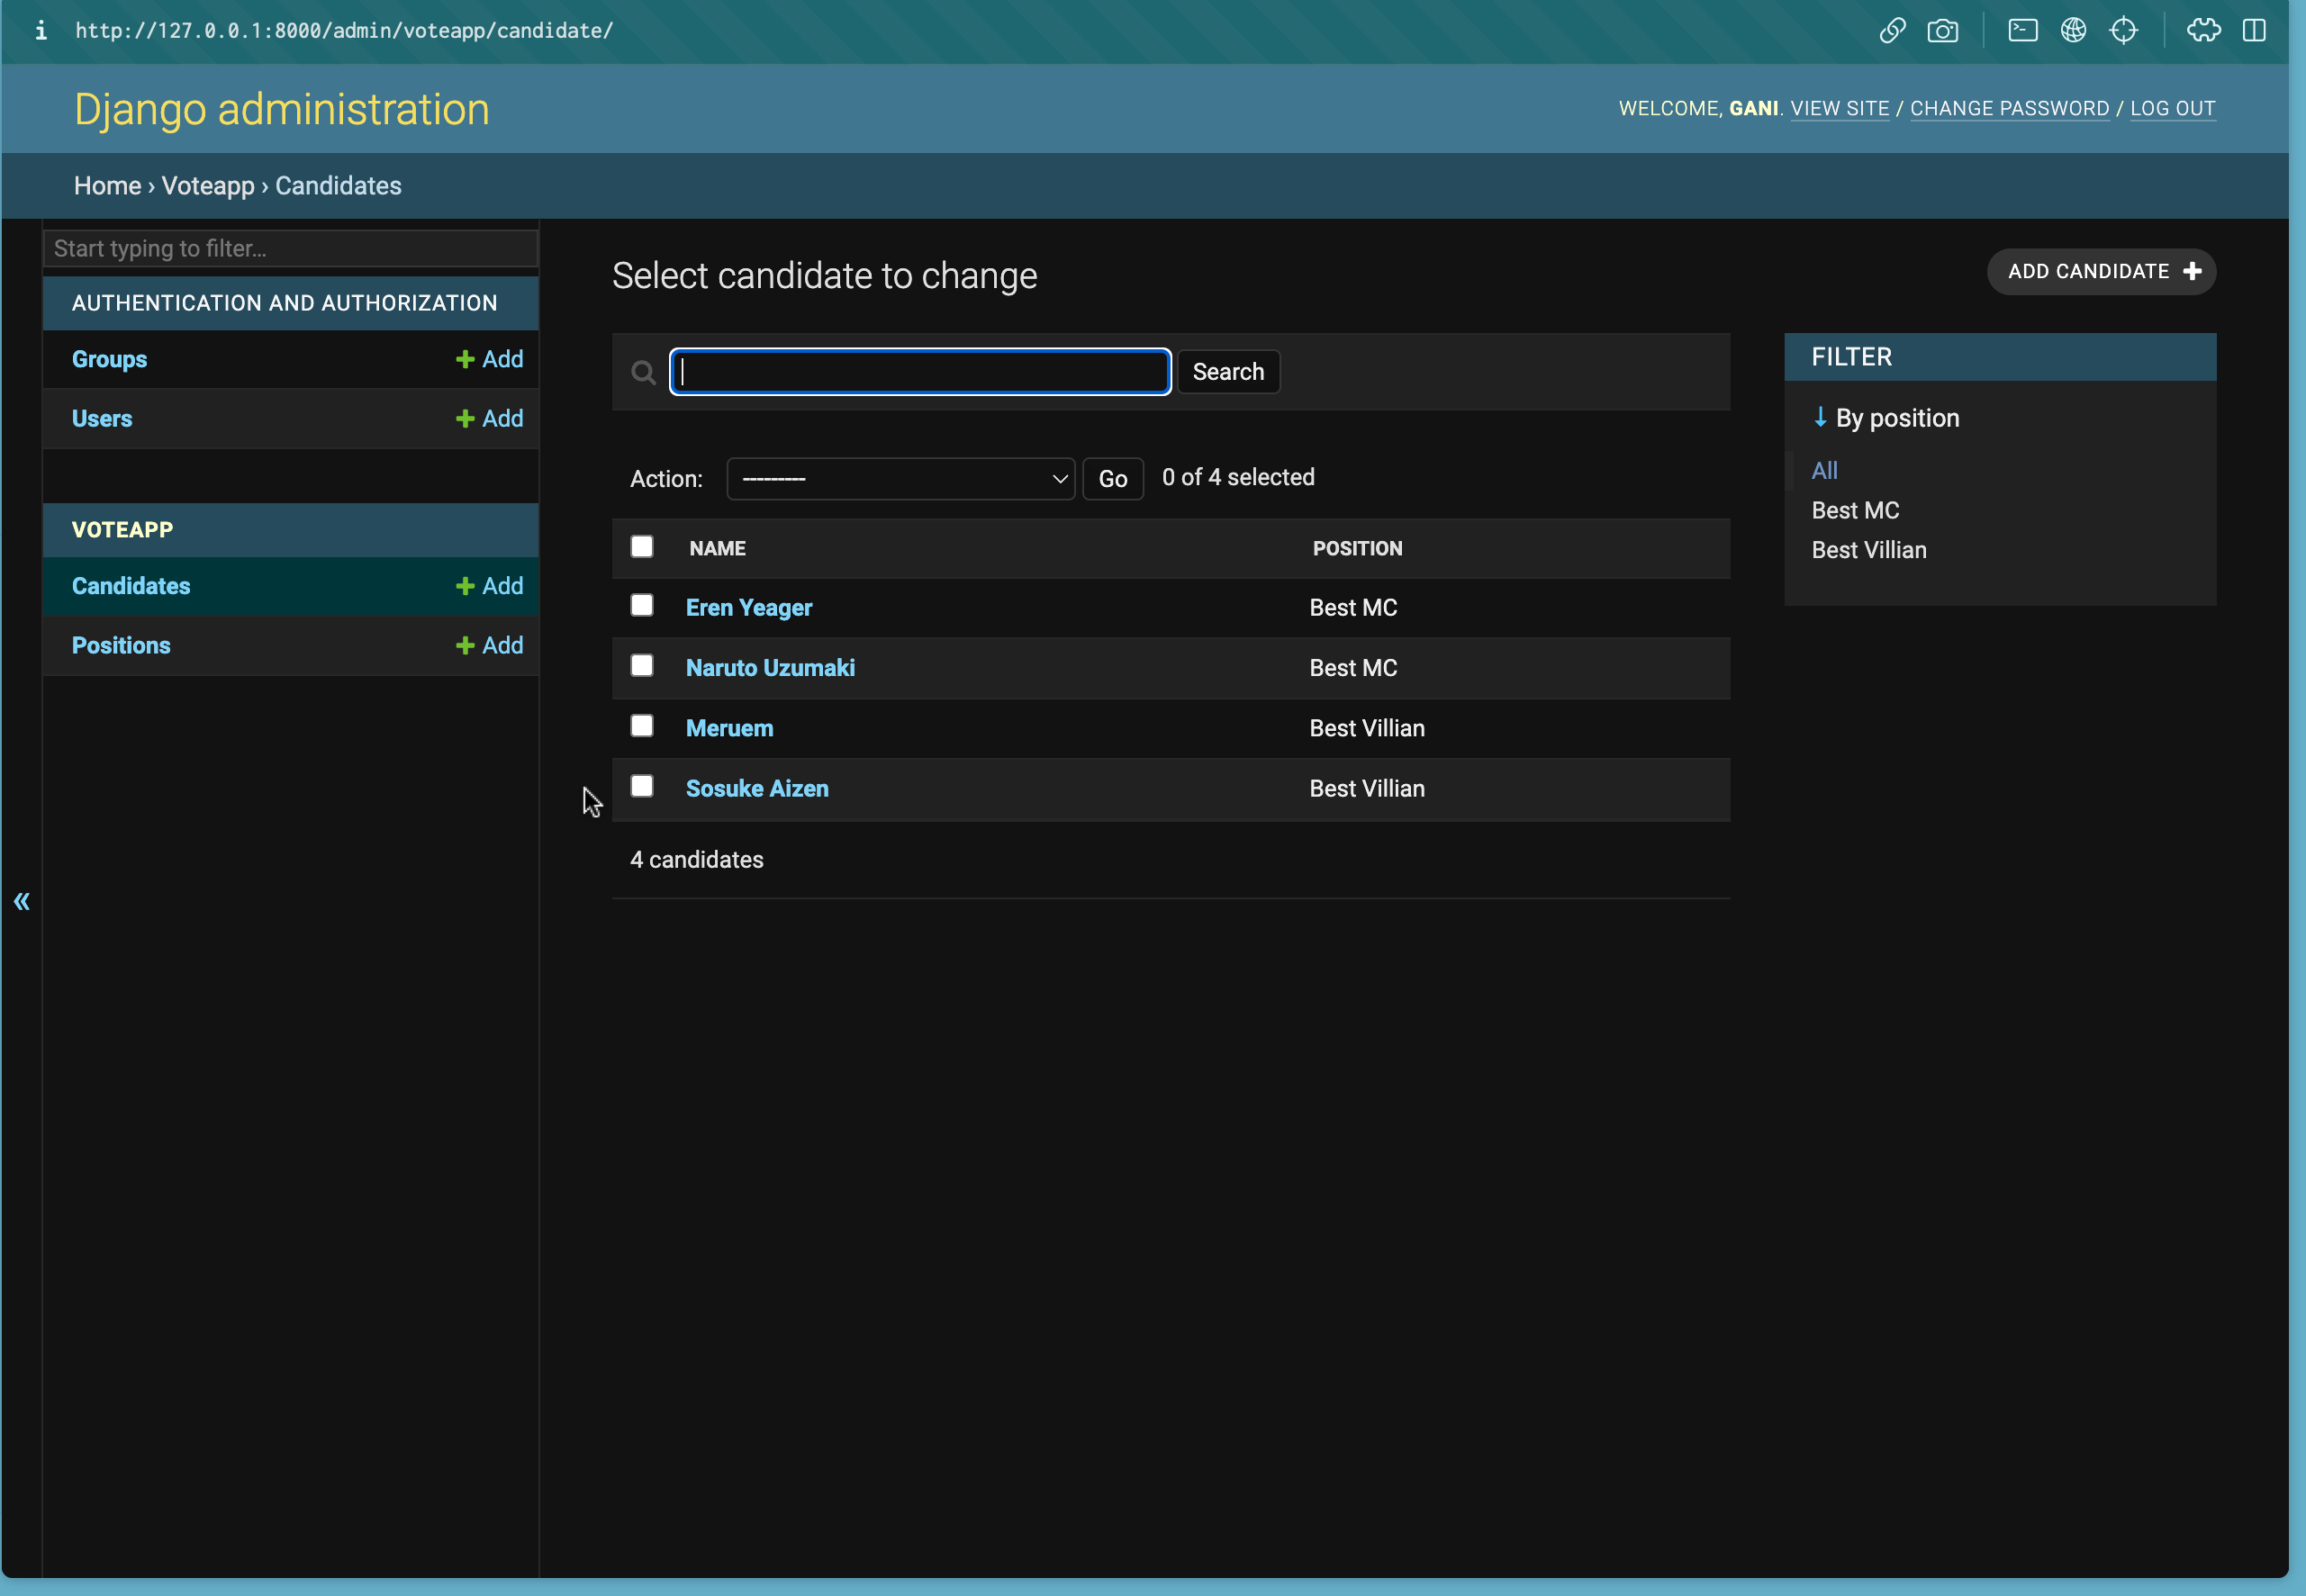 http://127.0.0.1:8000/admin/voteapp/candidate/
Django administration
WELCOME, GANI. VIEW SITE / CHANGE PASSWORD / LOG OUT
Home › Voteapp › Candidates
Start typing to filter...
AUTHENTICATION AND AUTHORIZATION
Groups + Add
Users + Add
VOTEAPP
Candidates + Add
Positions + Add
«
Select candidate to change
ADD CANDIDATE +
Search
Action: --------- Go 0 of 4 selected
NAME POSITION
Eren Yeager Best MC
Naruto Uzumaki Best MC
Meruem Best Villian
Sosuke Aizen Best Villian
4 candidates
FILTER
↓ By position
All
Best MC
Best Villian